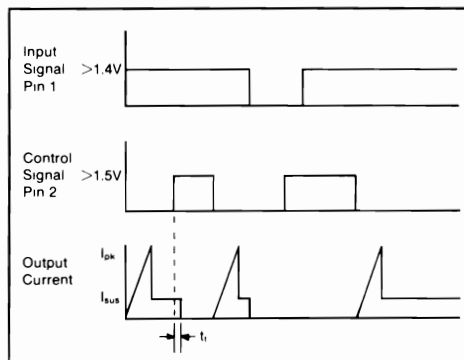 Input
Signal >1.4V
Pin 1
Control
Signal >1.5V
Pin 2
Output
Current
Ipk
Isus
tf